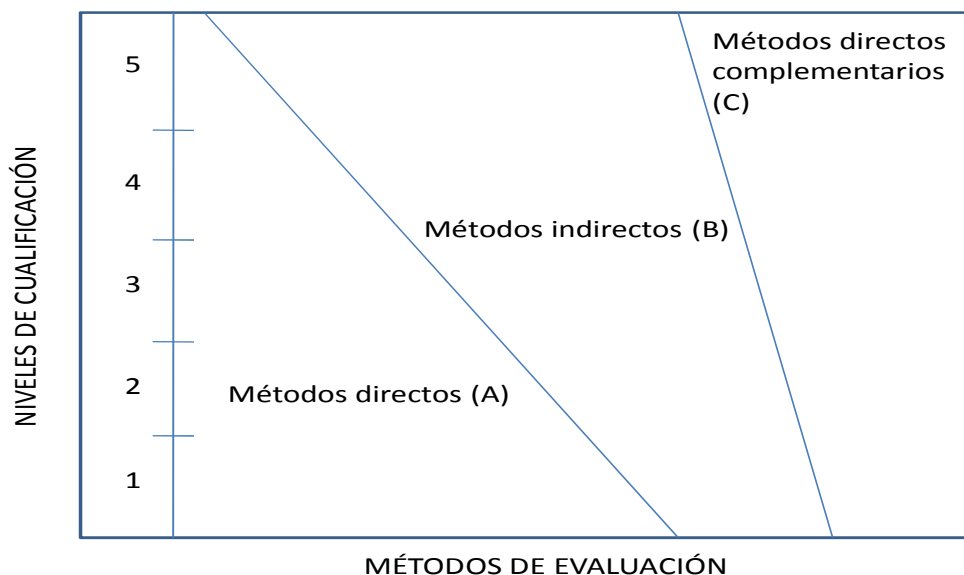 NIVELES DE CUALIFICACIÓN
5
4
3
2
1
Métodos directos
complementarios
(C)
Métodos indirectos (B)
Métodos directos (A)
MÉTODOS DE EVALUACIÓN